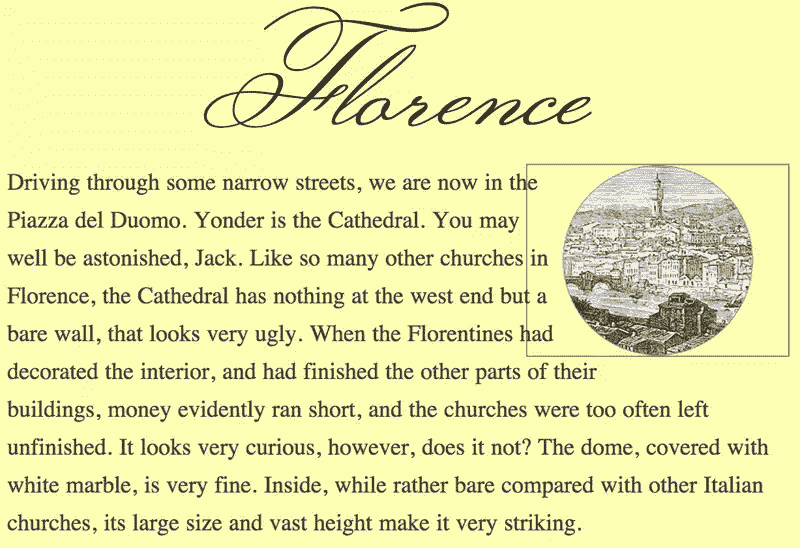 Florence
Driving through some narrow streets, we are now in the
Piazza del Duomo. Yonder is the Cathedral. You may
well be astonished, Jack. Like so many other churches in
Florence, the Cathedral has nothing at the west end but a
bare wall, that looks very ugly. When the Florentines had
decorated the interior, and had finished the other parts of their
buildings, money evidently ran short, and the churches were too often left
unfinished. It looks very curious, however, does it not? The dome, covered with
white marble, is very fine. Inside, while rather bare compared with other Italian
churches, its large size and vast height make it very striking.